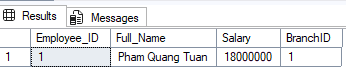 Results Messages
Employee_ID Full_Name Salary BranchID
1 1 Pham Quang Tuan 18000000 1